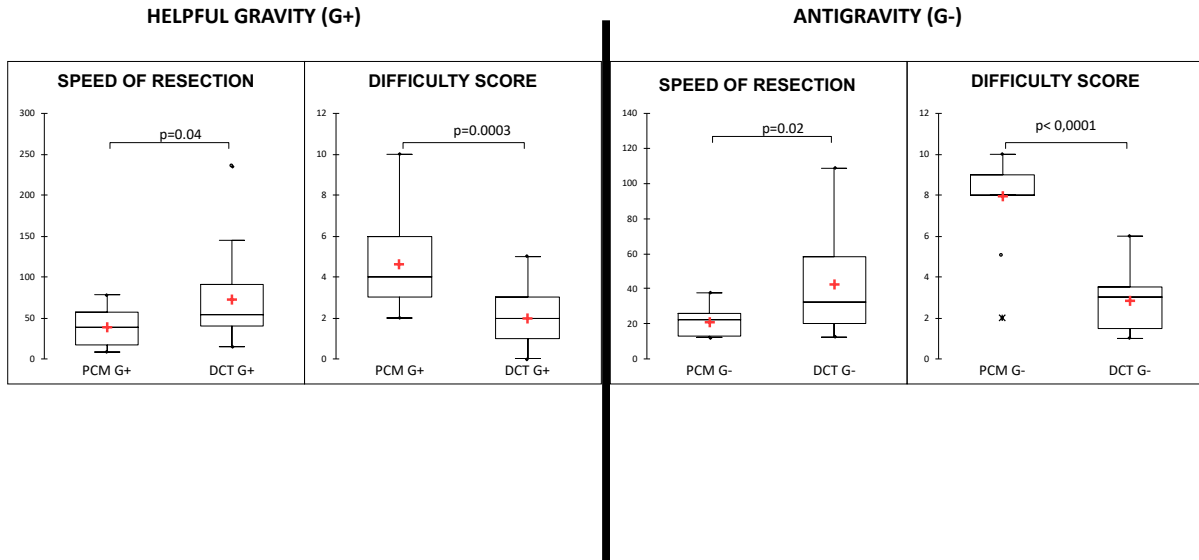 HELPFUL GRAVITY (G+)
ANTIGRAVITY (G-)
SPEED OF RESECTION
300
250
200
150
100
50
0
p=0.04
PCM G+
DCT G+
DIFFICULTY SCORE
12
10
8
6
4
2
0
p=0.0003
PCM G+
DCT G+
SPEED OF RESECTION
140
120
100
80
60
40
20
0
p=0.02
PCM G-
DCT G-
DIFFICULTY SCORE
12
10
8
6
4
2
0
p< 0,0001
PCM G-
DCT G-